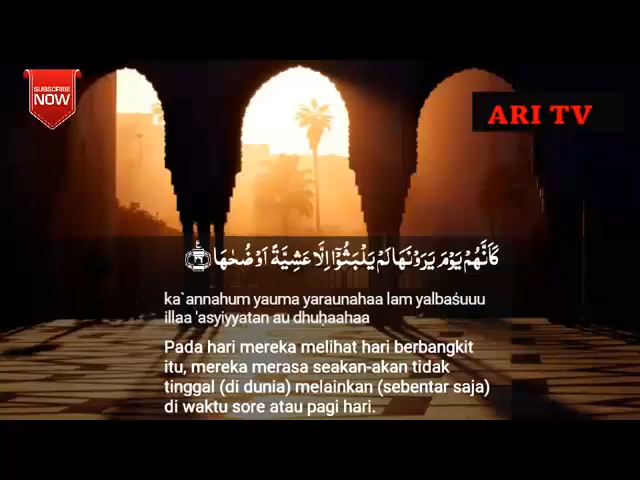 SUBSCRIBE
NOW
ARI TV
كَأَنَّهُمْ يَوْمَ يَرَوْنَهَا لَمْ يَلْبَثُوْٓا اِلَّا عَشِيَّةً اَوْ ضُحٰىهَا ࣖ ٤٦
ka`annahum yauma yaraunahaa lam yalbaṡuuu
illaa 'asyiyyatan au dhuḥaahaa
Pada hari mereka melihat hari berbangkit
itu, mereka merasa seakan-akan tidak
tinggal (di dunia) melainkan (sebentar saja)
di waktu sore atau pagi hari.